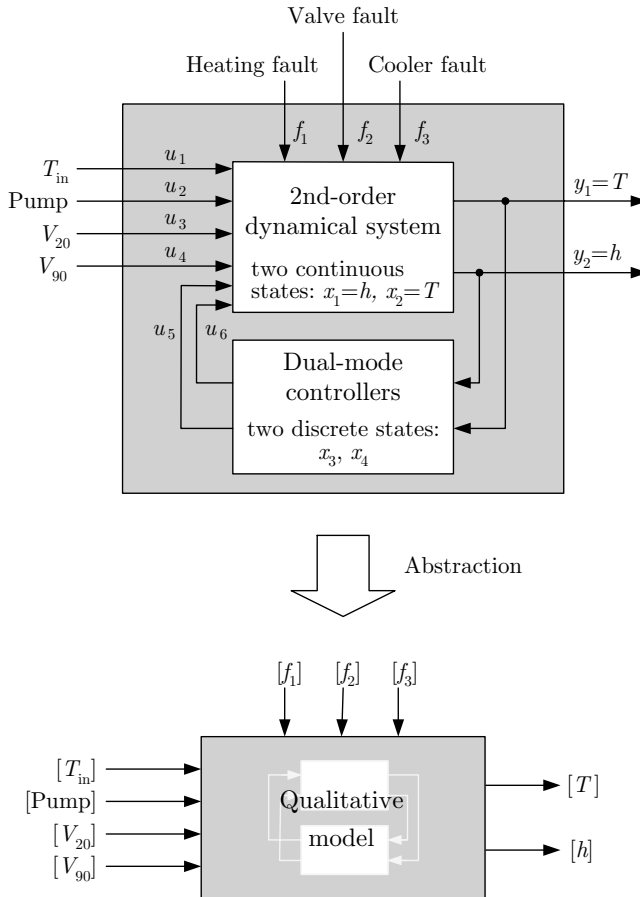 Valve fault
Heating fault
Cooler fault
f1
f2
f3
Tin
u1
Pump
u2
V20
u3
V90
u4
2nd-order
dynamical system
two continuous
states: x1=h, x2=T
y1=T
y2=h
u5
u6
Dual-mode
controllers
two discrete states:
x3, x4
Abstraction
[f1]
[f2]
[f3]
[Tin]
[Pump]
[V20]
[V90]
Qualitative
model
[T]
[h]